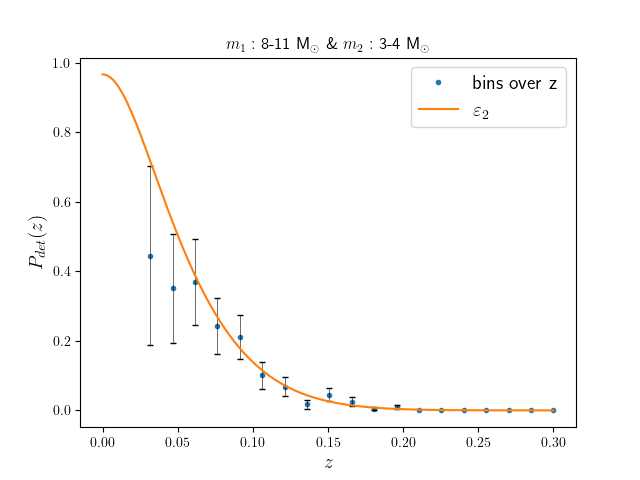 m₁ : 8-11 M☉ & m₂ : 3-4 M☉
1.0
0.8
0.6
0.4
0.2
0.0
P_det(z)
bins over z
ε₂
0.00 0.05 0.10 0.15 0.20 0.25 0.30
z